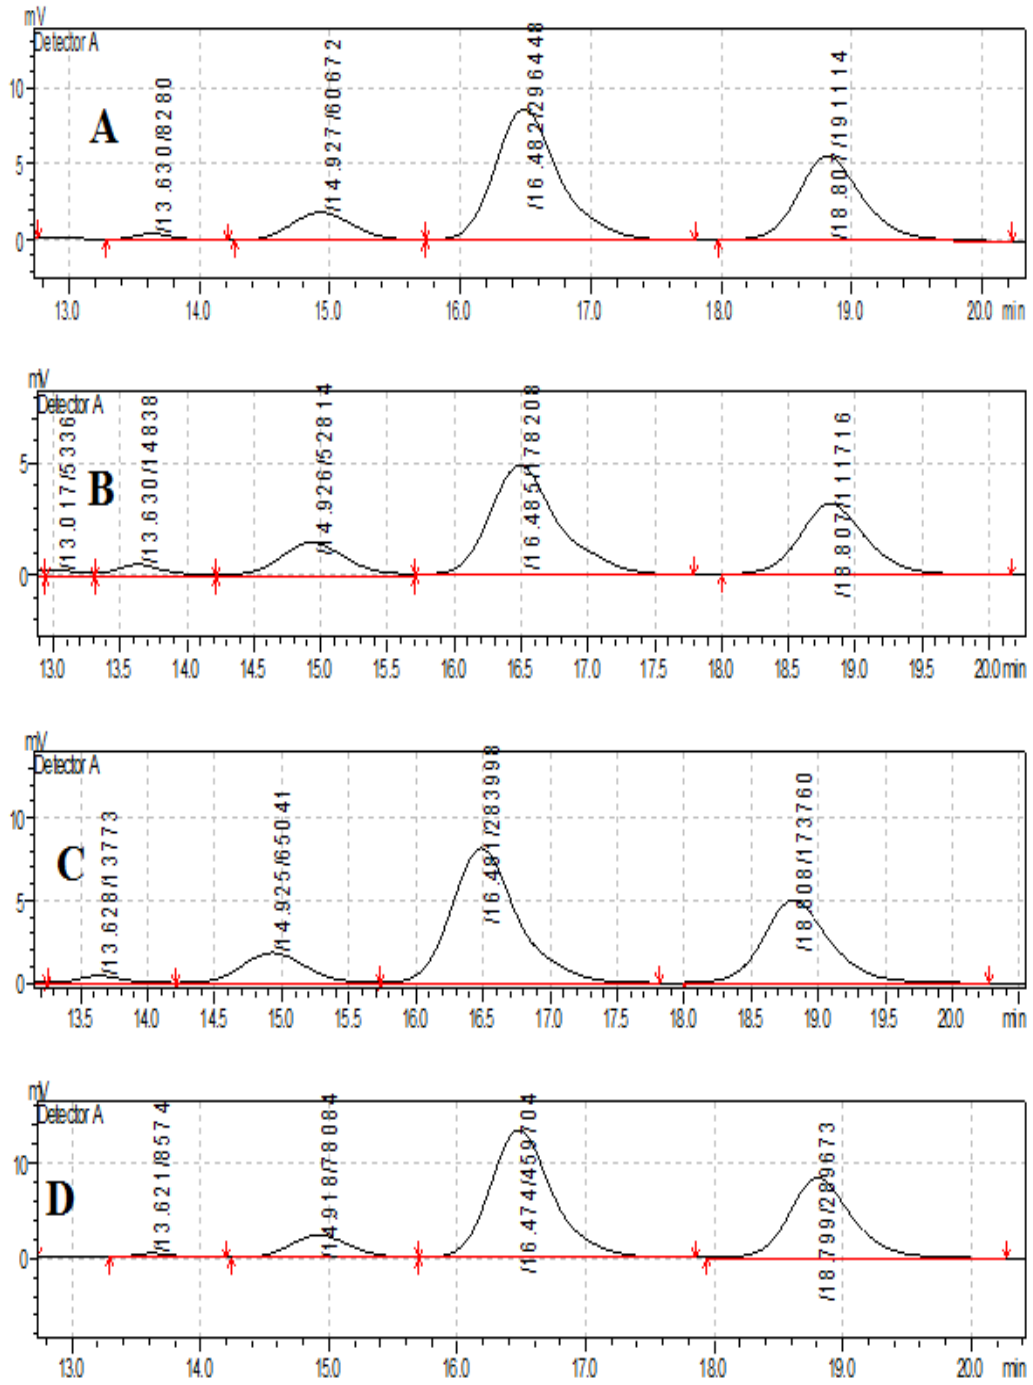 mV
Detector A
/13.630/8280
/14.927/60672
/16.482/296448
/18.807/191114
A
10
5
0
13.0 14.0 15.0 16.0 17.0 18.0 19.0 20.0 min
mV
Detector A
/13.017/5336
/13.630/14838
/14.926/52814
/16.485/178208
/18.807/111716
B
5
0
13.0 13.5 14.0 14.5 15.0 15.5 16.0 16.5 17.0 17.5 18.0 18.5 19.0 19.5 20.0 min
mV
Detector A
/13.628/13773
/14.925/65041
/16.481/283998
/18.808/173760
C
10
5
0
13.5 14.0 14.5 15.0 15.5 16.0 16.5 17.0 17.5 18.0 18.5 19.0 19.5 20.0 min
mV
Detector A
/13.621/8574
/14.918/78084
/16.474/459704
/18.799/289673
D
10
0
13.0 14.0 15.0 16.0 17.0 18.0 19.0 20.0 min